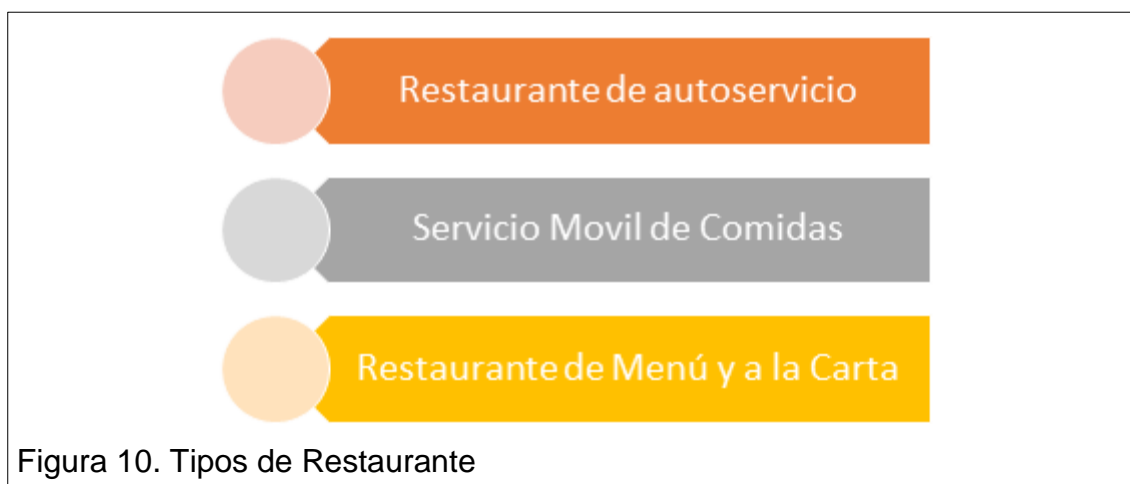 Restaurante de autoservicio
Servicio Movil de Comidas
Restaurante de Menú y a la Carta
Figura 10. Tipos de Restaurante